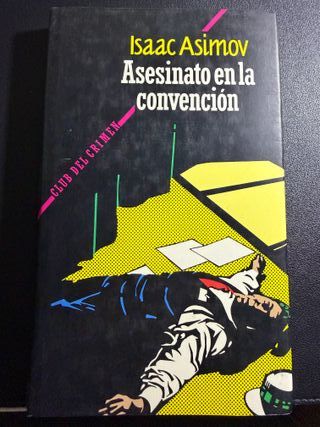 Isaac Asimov
Asesinato en la
convención
CLUB DEL CRIMEN